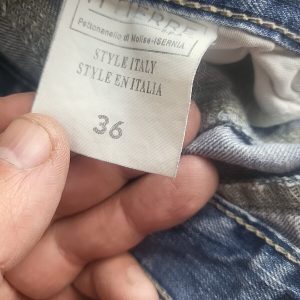 Pettoranello di Molise-ISERNIA
STYLE ITALY
STYLE EN ITALIA
36